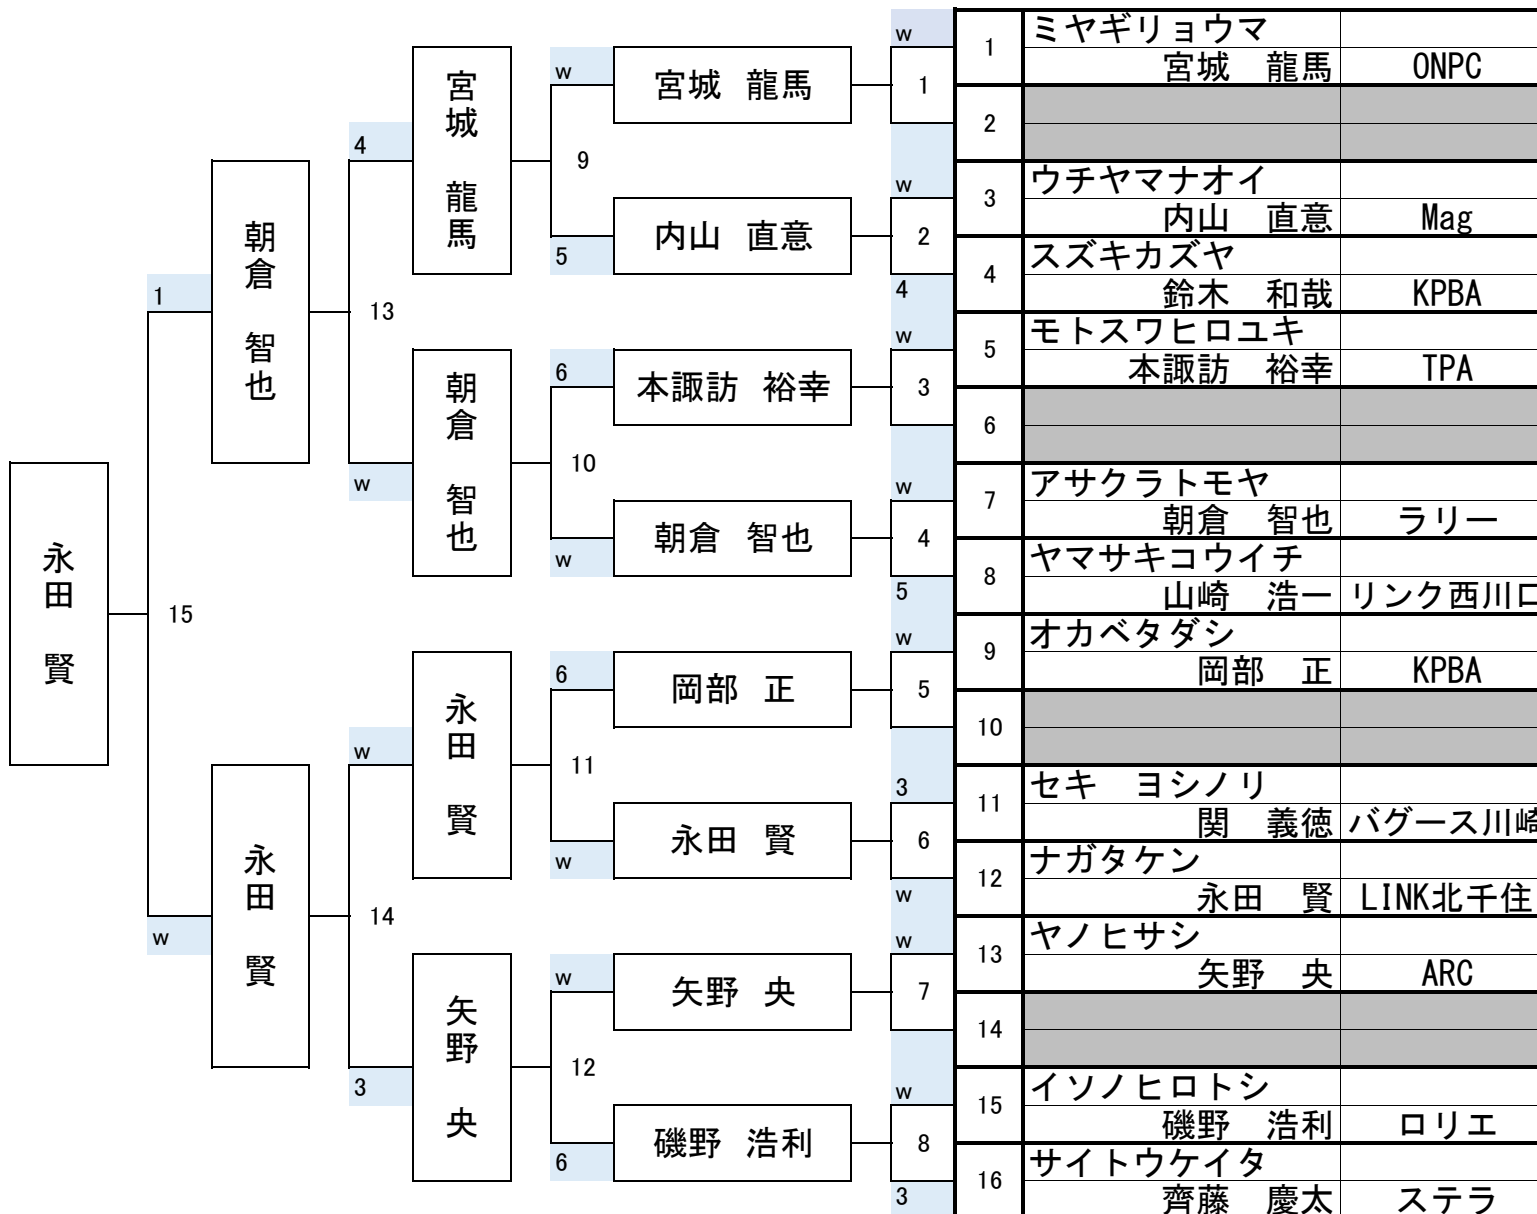 w
1
ミヤギリョウマ
宮城 龍馬 ONPC
w
宮城 龍馬
1
宮城 龍馬
2
4
9
w
3
ウチヤマナオイ
内山 直意 Mag
内山 直意
2
5
4
スズキカズヤ
鈴木 和哉 KPBA
朝倉 智也
1
13
4
w
5
モトスワヒロユキ
本諏訪 裕幸 TPA
6
本諏訪 裕幸
3
朝倉 智也
6
10
w
w
7
アサクラトモヤ
朝倉 智也 ラリー
朝倉 智也
4
w
8
ヤマサキコウイチ
山崎 浩一 リンク西川口
永田 賢
15
5
w
9
オカベタダシ
岡部 正 KPBA
6
岡部 正
5
永田 賢
10
w
11
3
11
セキ ヨシノリ
関 義徳 バグース川崎
永田 賢
6
w
12
ナガタケン
永田 賢 LINK北千住
永田 賢
w
14
w
w
13
ヤノヒサシ
矢野 央 ARC
w
矢野 央
7
矢野 央
14
3
12
w
15
イソノヒロトシ
磯野 浩利 ロリエ
磯野 浩利
8
6
16
サイトウケイタ
齊藤 慶太 ステラ
3